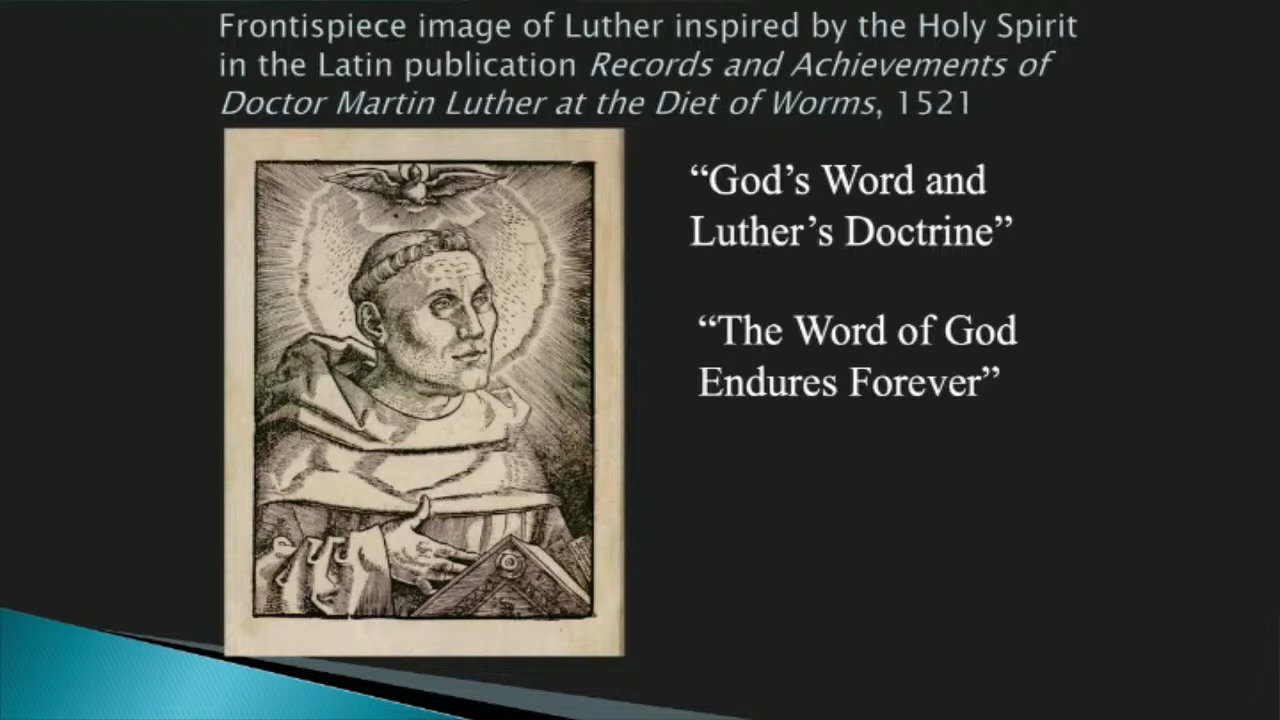 Frontispiece image of Luther inspired by the Holy Spirit
in the Latin publication Records and Achievements of
Doctor Martin Luther at the Diet of Worms, 1521
“God’s Word and
Luther’s Doctrine”
“The Word of God
Endures Forever”